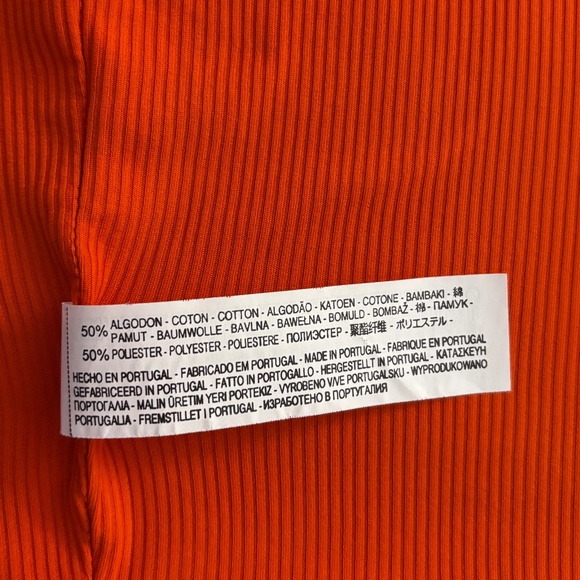 50% ALGODON - COTON - COTTON - ALGODÃO - KATOEN - COTONE - BAMBAKI - 綿
PAMUT - BAUMWOLLE - BAVLNA - BAWEŁNA - BOMULD - BOMBAŽ - 棉 - ПАМУК -
50% POLIESTER - POLYESTER - POLIESTERE - ПОЛИЭСТЕР - 聚酯纤维 - ポリエステル -
HECHO EN PORTUGAL - FABRICADO EM PORTUGAL - MADE IN PORTUGAL - FABRIQUE EN PORTUGAL
GEFABRICEERD IN PORTUGAL - FATTO IN PORTOGALLO - HERGESTELLT IN PORTUGAL - ΚΑΤΑΣΚΕΥΗ
ΠΟΡΤΟΓΑΛΙΑ - MALIN ÜRETIM YERI PORTEKIZ - VYROBENO V/VE PORTUGALSKU - WYPRODUKOWANO
PORTUGALIA - FREMSTILLET I PORTUGAL - ИЗРАБОТЕНО В ПОРТУГАЛИЯ